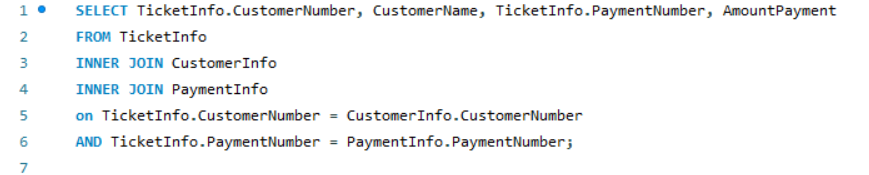 1 SELECT TicketInfo.CustomerNumber, CustomerName, TicketInfo.PaymentNumber, AmountPayment
2 FROM TicketInfo
3 INNER JOIN CustomerInfo
4 INNER JOIN PaymentInfo
5 on TicketInfo.CustomerNumber = CustomerInfo.CustomerNumber
6 AND TicketInfo.PaymentNumber = PaymentInfo.PaymentNumber;
7